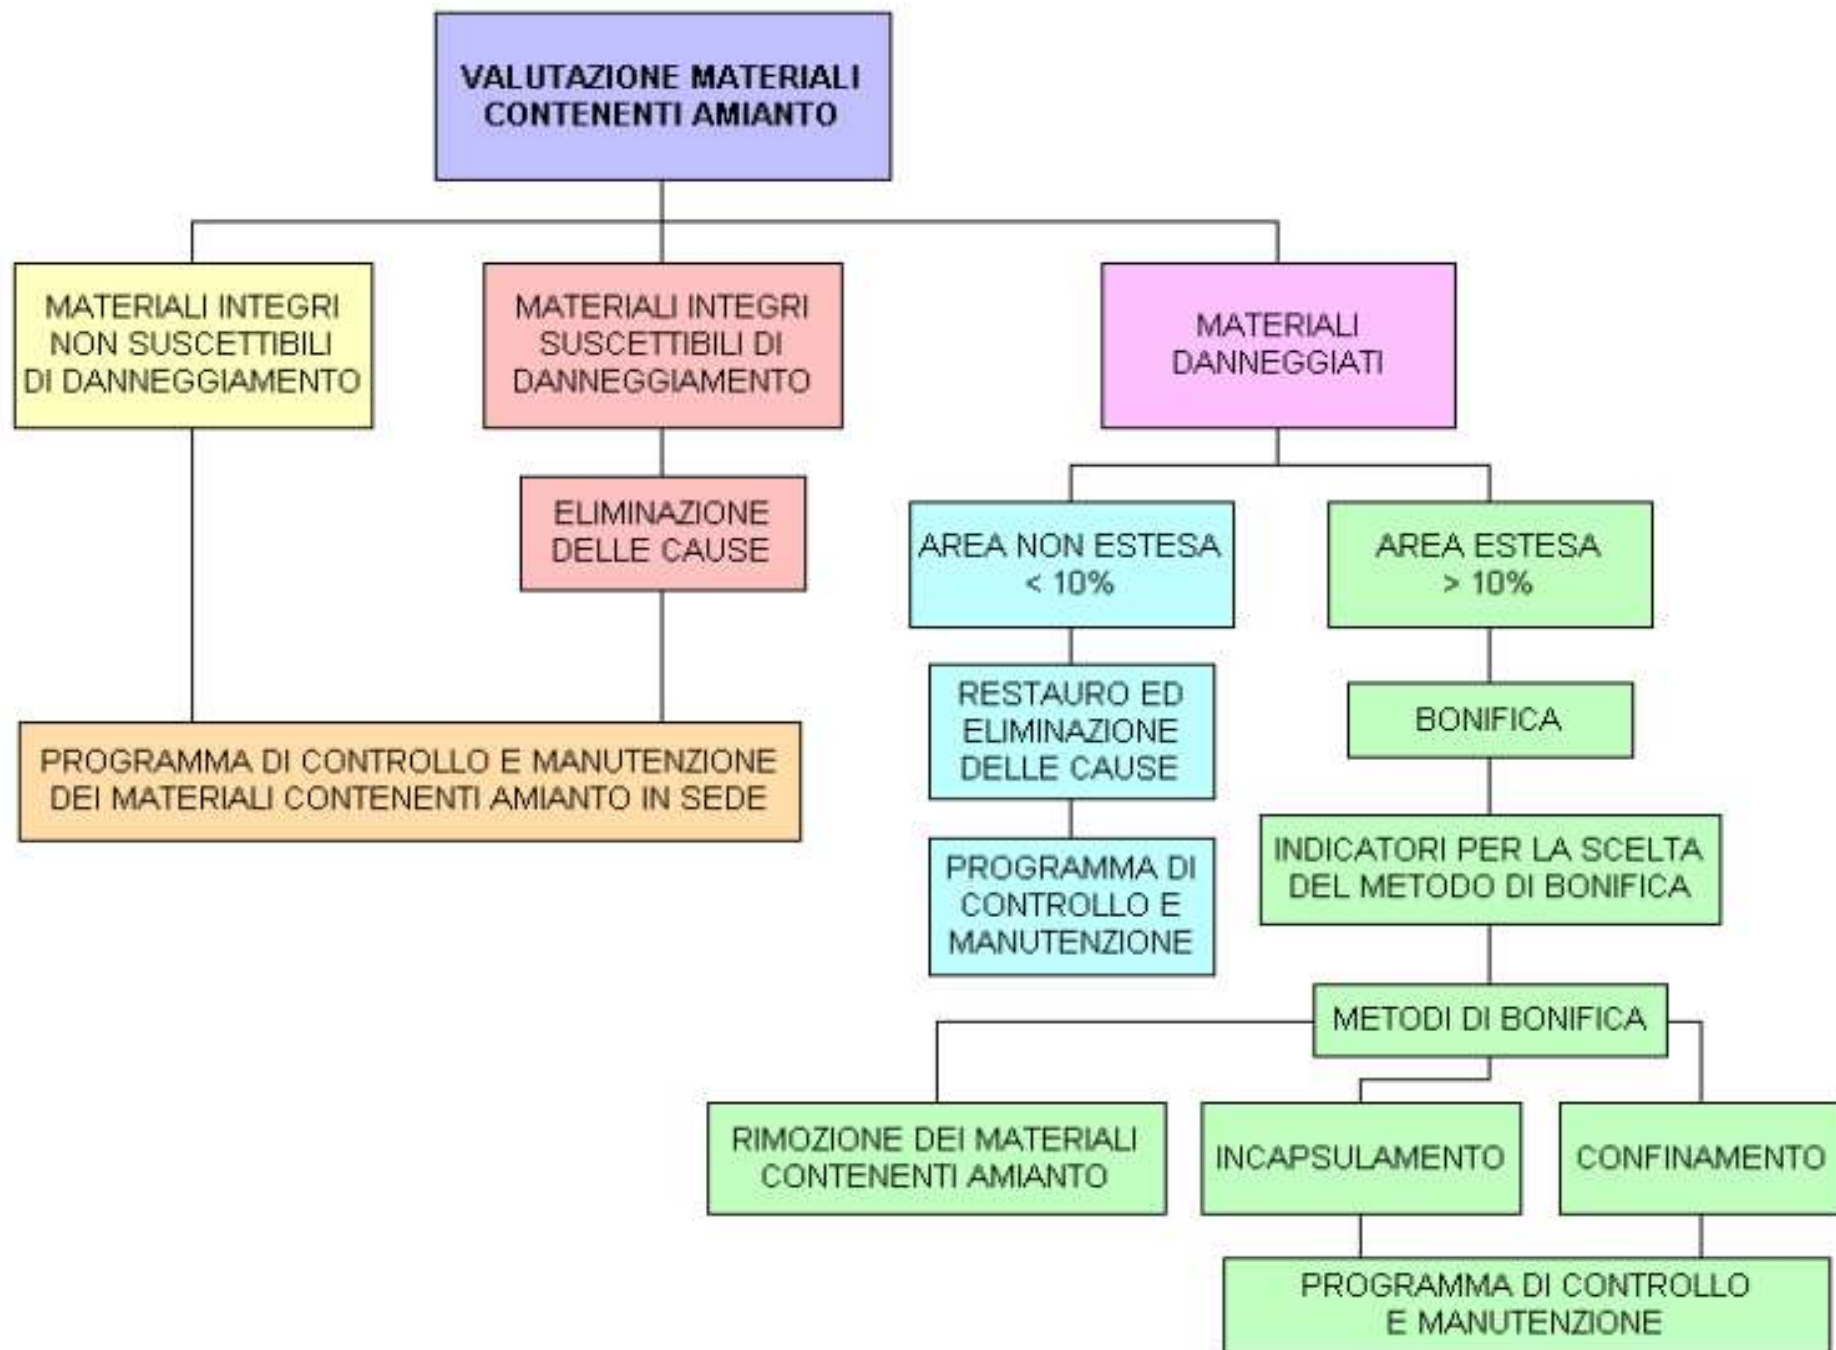 VALUTAZIONE MATERIALI
CONTENENTI AMIANTO
MATERIALI INTEGRI
NON SUSCETTIBILI
DI DANNEGGIAMENTO
MATERIALI INTEGRI
SUSCETTIBILI DI
DANNEGGIAMENTO
MATERIALI
DANNEGGIATI
ELIMINAZIONE
DELLE CAUSE
AREA NON ESTESA
< 10%
AREA ESTESA
> 10%
RESTAURO ED
ELIMINAZIONE
DELLE CAUSE
BONIFICA
PROGRAMMA DI CONTROLLO E MANUTENZIONE
DEI MATERIALI CONTENENTI AMIANTO IN SEDE
PROGRAMMA DI
CONTROLLO E
MANUTENZIONE
INDICATORI PER LA SCELTA
DEL METODO DI BONIFICA
METODI DI BONIFICA
RIMOZIONE DEI MATERIALI
CONTENENTI AMIANTO
INCAPSULAMENTO
CONFINAMENTO
PROGRAMMA DI CONTROLLO
E MANUTENZIONE